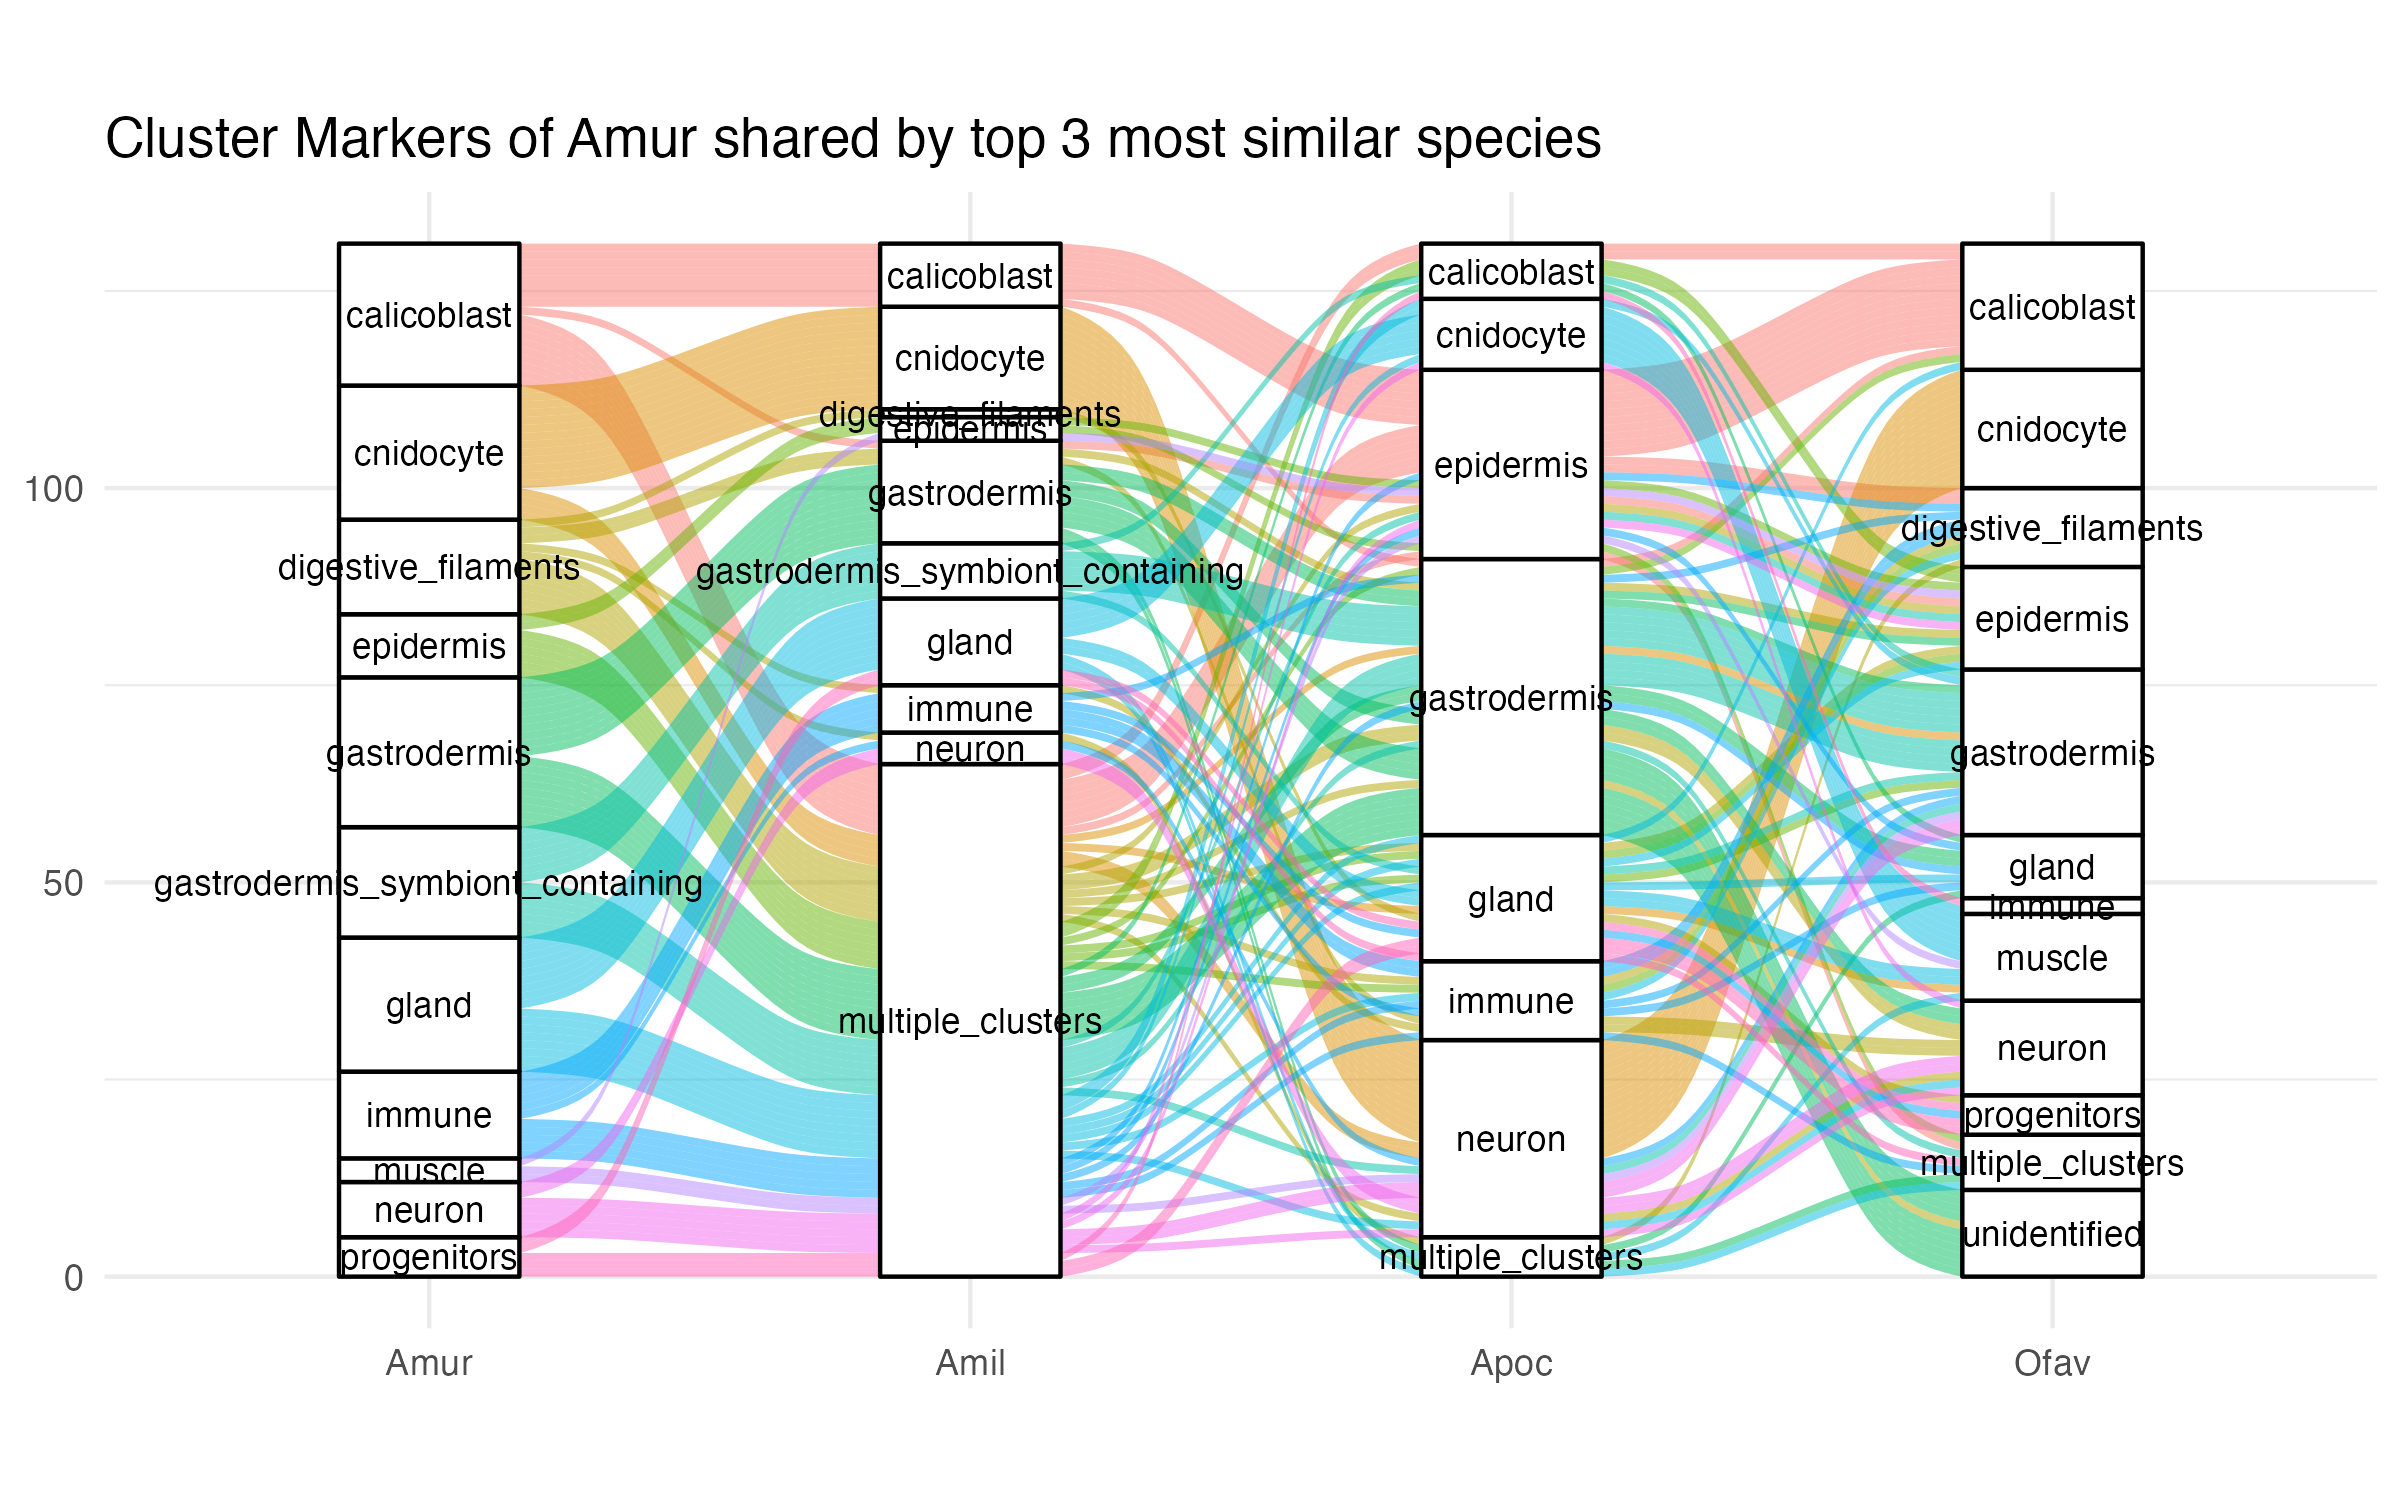 Cluster Markers of Amur shared by top 3 most similar species
100
50
0
calicoblast
cnidocyte
digestive_filaments
epidermis
gastrodermis
gastrodermis_symbiont_containing
gland
immune
muscle
neuron
progenitors
calicoblast
cnidocyte
digestive_filaments
epidermis
gastrodermis
gastrodermis_symbiont_containing
gland
immune
neuron
multiple_clusters
calicoblast
cnidocyte
epidermis
gastrodermis
gland
immune
neuron
multiple_clusters
calicoblast
cnidocyte
digestive_filaments
epidermis
gastrodermis
gland
immune
muscle
neuron
progenitors
multiple_clusters
unidentified
Amur
Amil
Apoc
Ofav